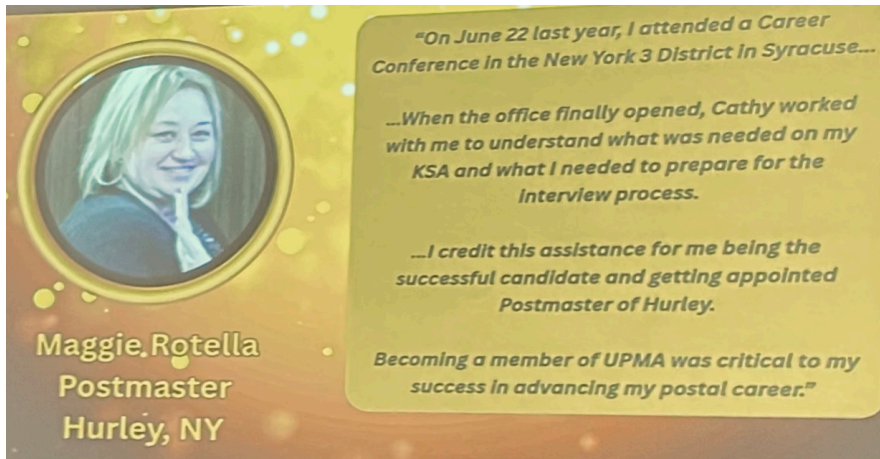 Maggie Rotella
Postmaster
Hurley, NY
“On June 22 last year, I attended a Career
Conference in the New York 3 District in Syracuse...
...When the office finally opened, Cathy worked
with me to understand what was needed on my
KSA and what I needed to prepare for the
interview process.
...I credit this assistance for me being the
successful candidate and getting appointed
Postmaster of Hurley.
Becoming a member of UPMA was critical to my
success in advancing my postal career.”